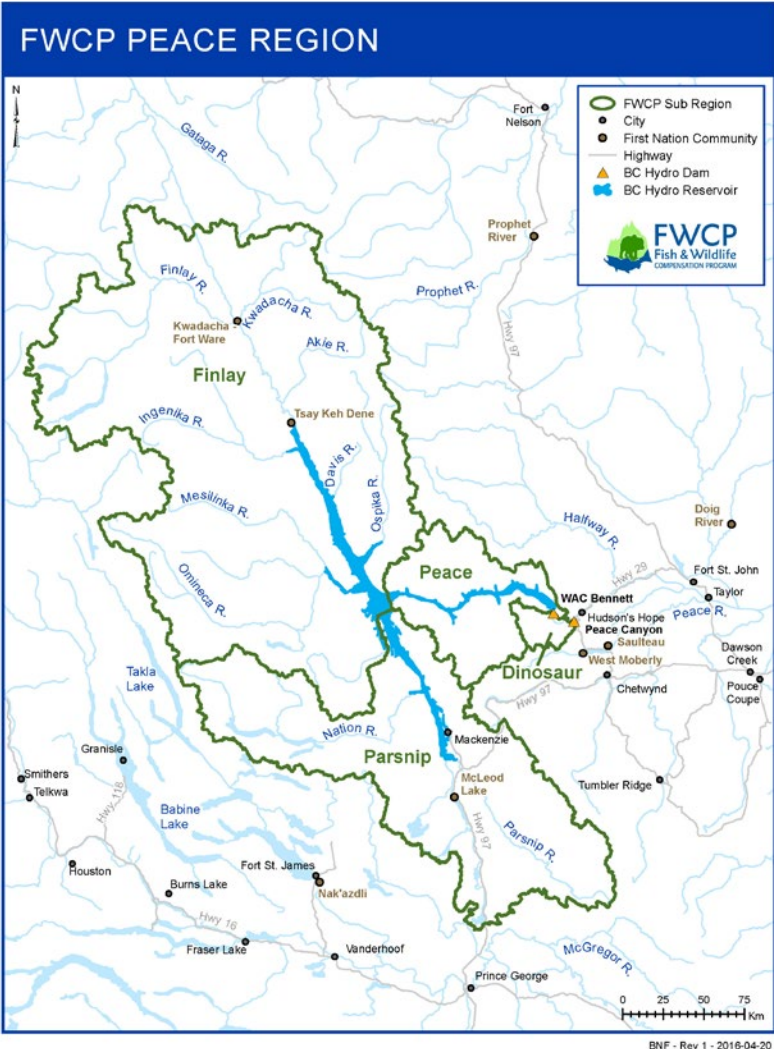 FWCP PEACE REGION
N
FWCP Sub Region
City
First Nation Community
Highway
BC Hydro Dam
BC Hydro Reservoir
FWCP
Fish & Wildlife
COMPENSATION PROGRAM
Fort
Nelson
Gataga R.
Prophet
River
Finlay R.
Kwadacha R.
Prophet R.
Kwadacha
Fort Ware
Akie R.
Hwy 97
Finlay
Ingenika R.
Tsay Keh Dene
Davis R.
Ospika R.
Mesilinka R.
Doig
River
Halfway R.
Omineca R.
Peace
Hwy 29
Fort St. John
WAC Bennett
Taylor
Hudson's Hope
Peace R.
Peace Canyon
Saulteau
West Moberly
Dawson
Creek
Takla
Lake
Dinosaur
Chetwynd
Pouce
Coupe
Hwy 97
Nation R.
Mackenzie
Granisle
Parsnip
Smithers
Telkwa
McLeod
Lake
Tumbler Ridge
Hwy 118
Babine
Lake
Hwy 97
Parsnip R.
Houston
Fort St. James
Burns Lake
Nak'azdli
Hwy 16
Fraser Lake
Vanderhoof
McGregor R.
Prince George
0 25 50 75
Km
BNF - Rev 1 - 2016-04-20